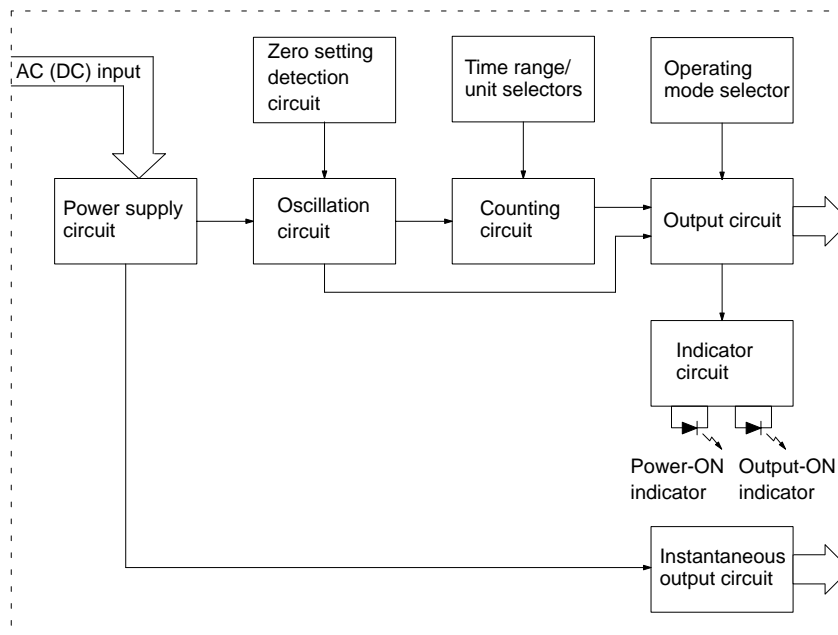 AC (DC) input
Zero setting
detection
circuit
Time range/
unit selectors
Operating
mode selector
Power supply
circuit
Oscillation
circuit
Counting
circuit
Output circuit
Indicator
circuit
Power-ON
indicator
Output-ON
indicator
Instantaneous
output circuit